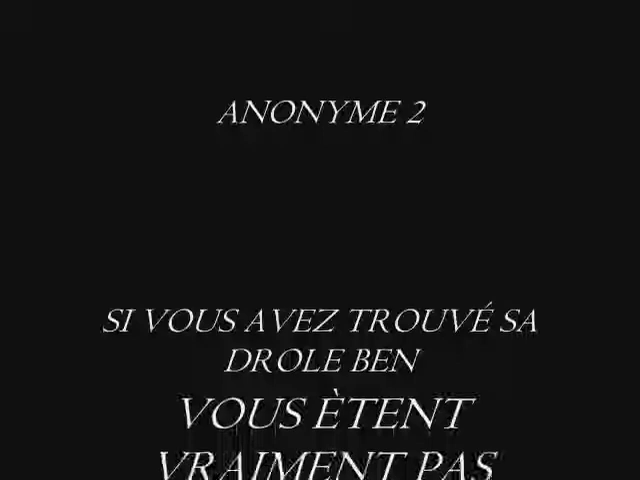 ANONYME 2
SI VOUS AVEZ TROUVÉ SA
DROLE BEN
VOUS ÈTENT
VRAIMENT PAS